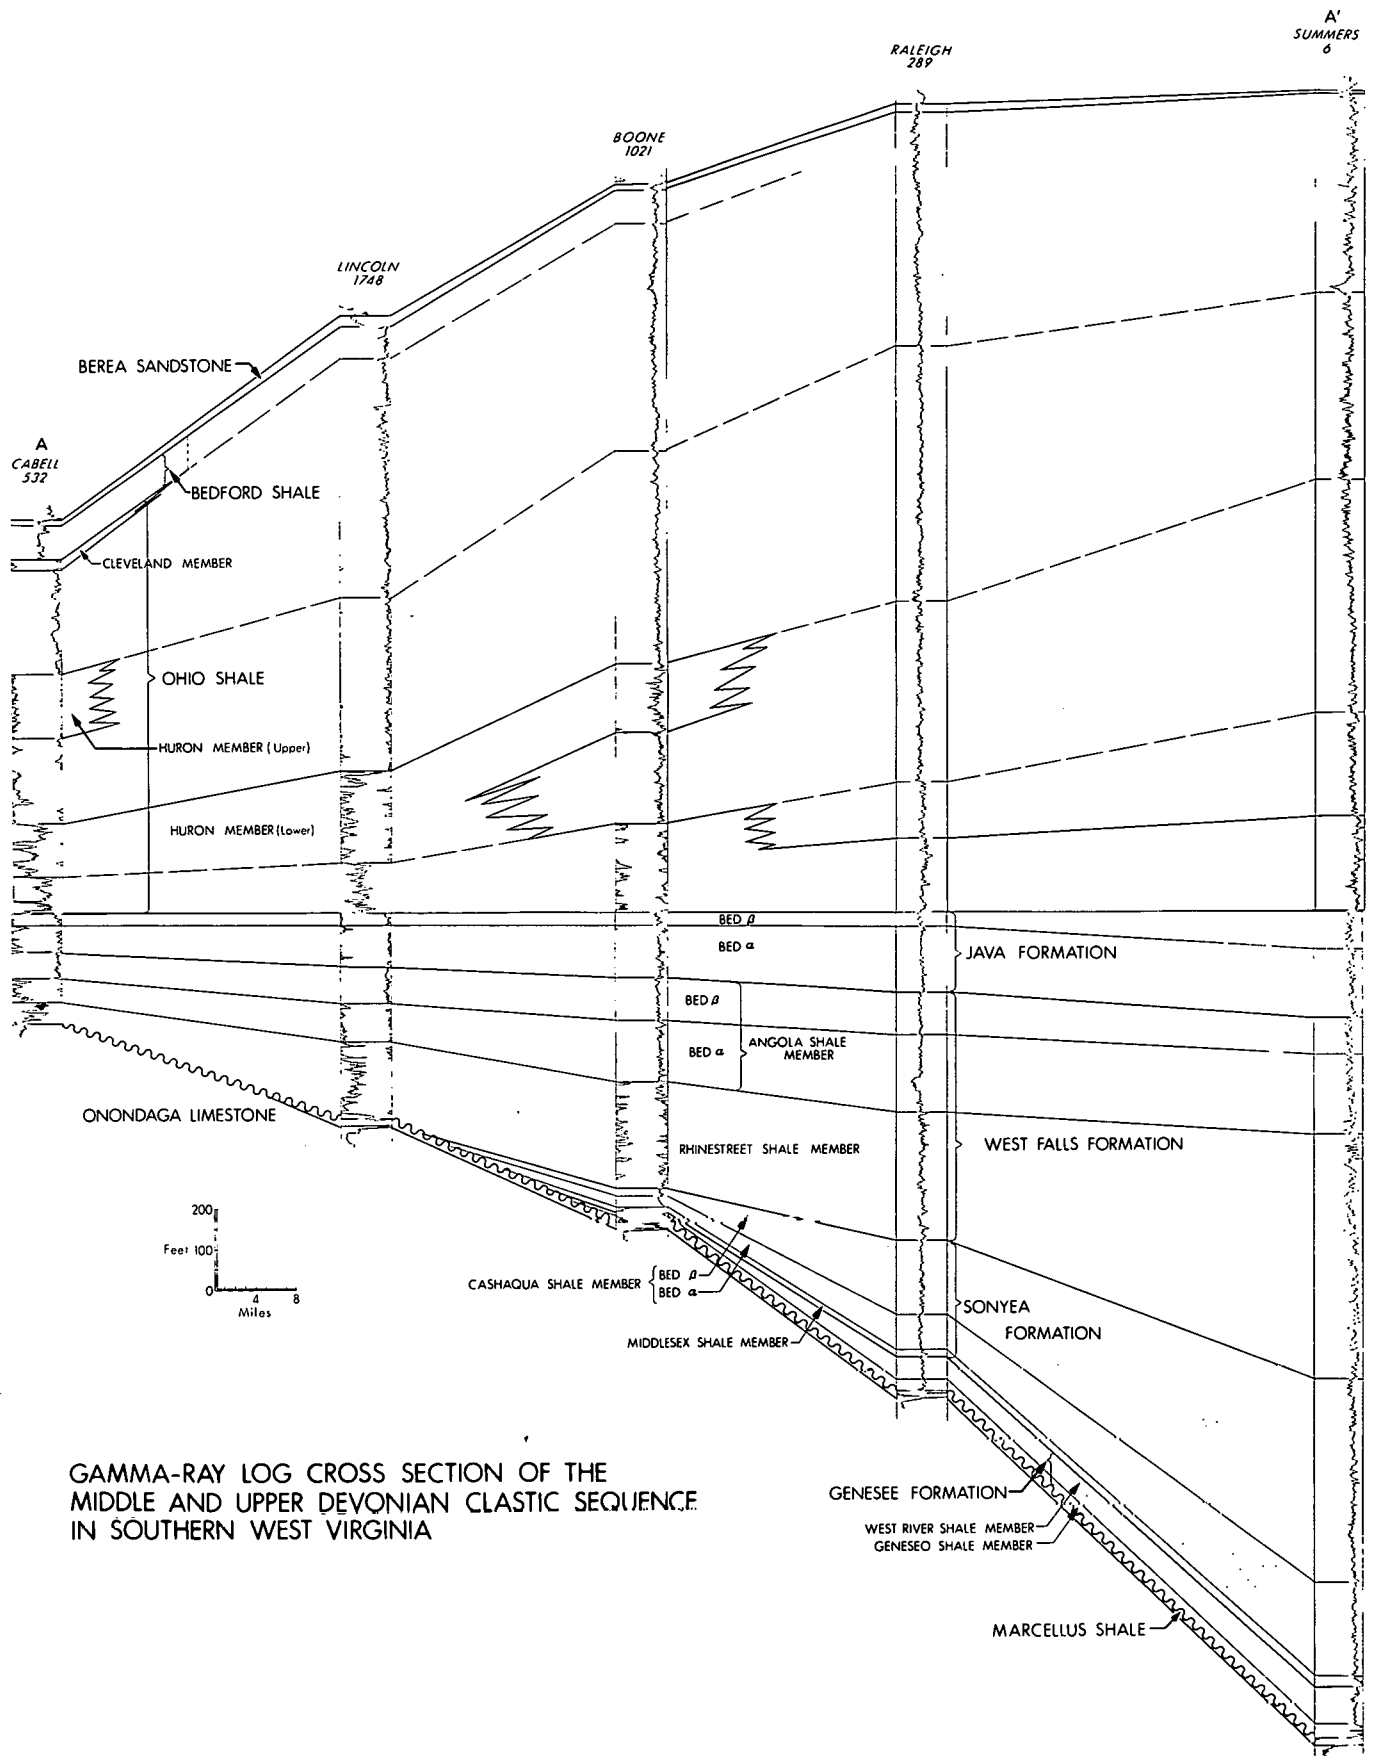 A'
SUMMERS
6
RALEIGH
289
BOONE
1021
LINCOLN
1748
BEREA SANDSTONE
A
CABELL
532
BEDFORD SHALE
CLEVELAND MEMBER
OHIO SHALE
HURON MEMBER (Upper)
HURON MEMBER (Lower)
BED β
BED α
JAVA FORMATION
BED β
BED α
ANGOLA SHALE
MEMBER
ONONDAGA LIMESTONE
RHINESTREET SHALE MEMBER
WEST FALLS FORMATION
200
Feet 100
0
4 8
Miles
CASHAQUA SHALE MEMBER
BED β
BED α
SONYEA
FORMATION
MIDDLESEX SHALE MEMBER
GAMMA-RAY LOG CROSS SECTION OF THE
MIDDLE AND UPPER DEVONIAN CLASTIC SEQUENCE
IN SOUTHERN WEST VIRGINIA
GENESEE FORMATION
WEST RIVER SHALE MEMBER
GENESEO SHALE MEMBER
MARCELLUS SHALE